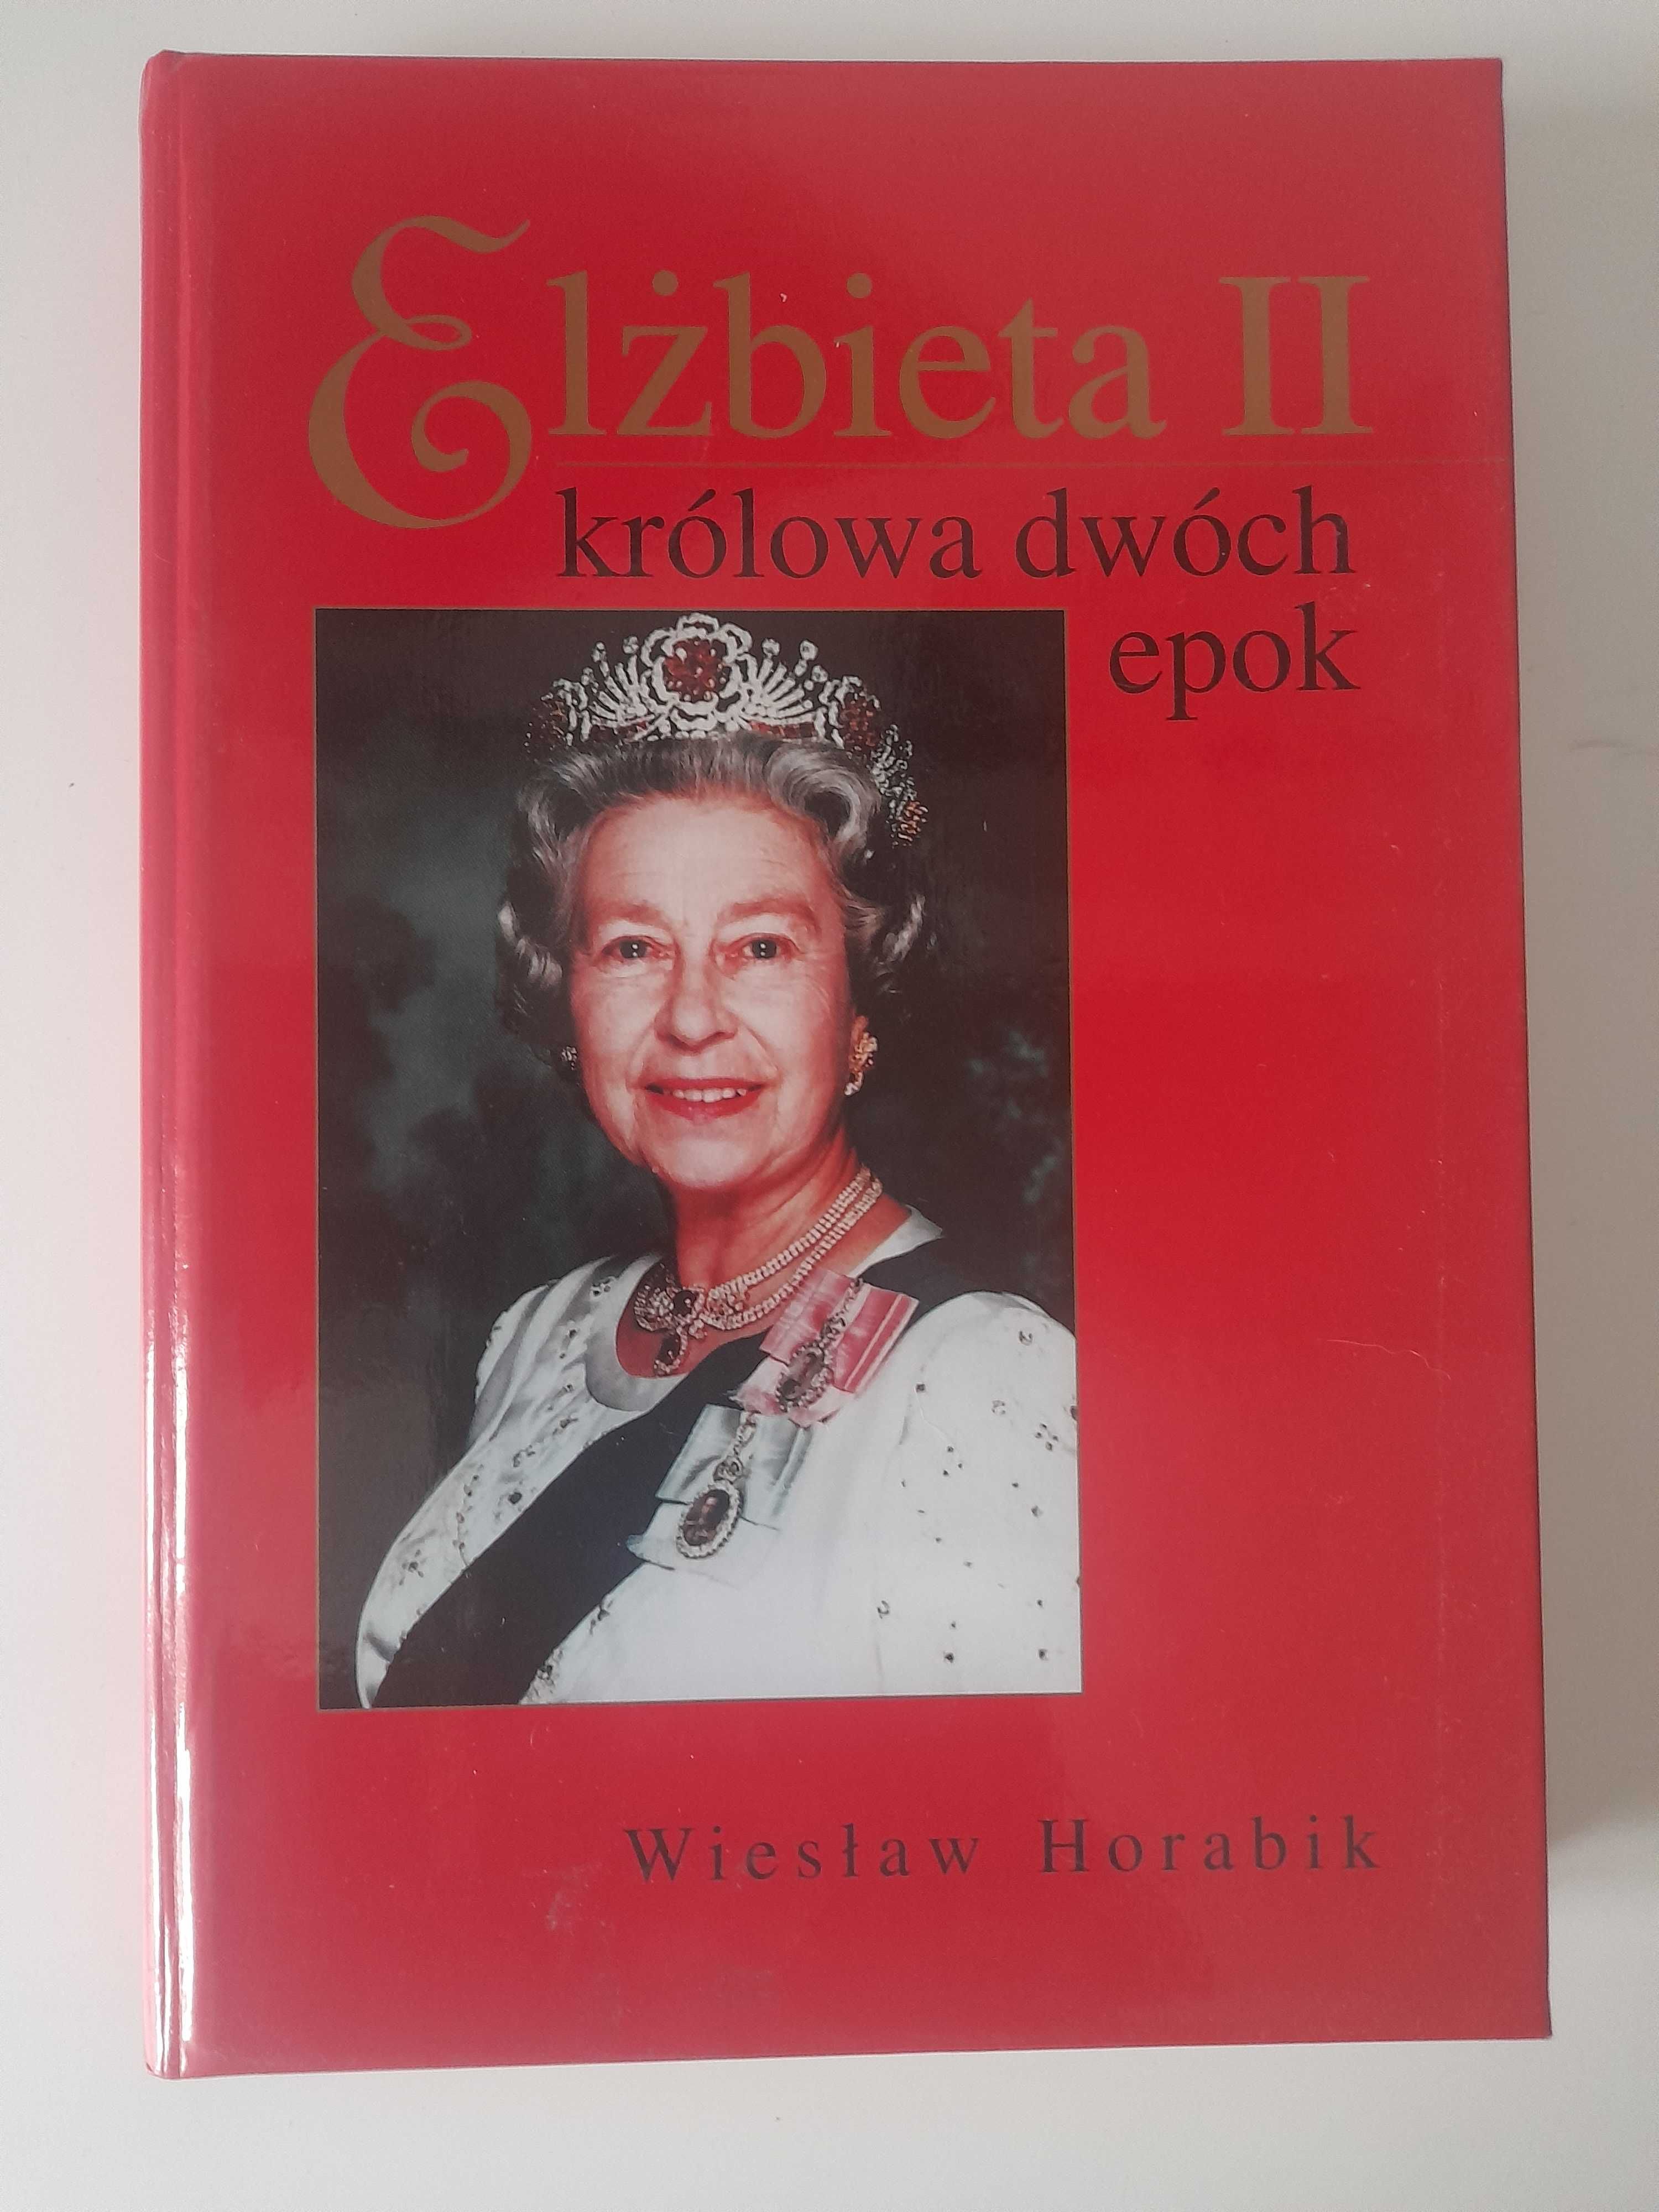 Elżbieta II
królowa dwóch
epok
Wiesław Horabik